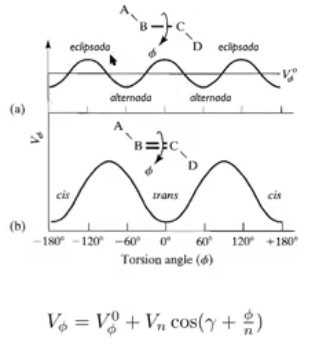 A
B — C
D
ϕ
eclipsada eclipsada
V_ϕ^o
alternada alternada
(a)
V_ϕ
A
B = C
D
ϕ
cis trans cis
(b)
−180° −120° −60° 0° 60° 120° +180°
Torsion angle (ϕ)
V_ϕ = V_ϕ^0 + V_n cos(γ + ϕ/n)